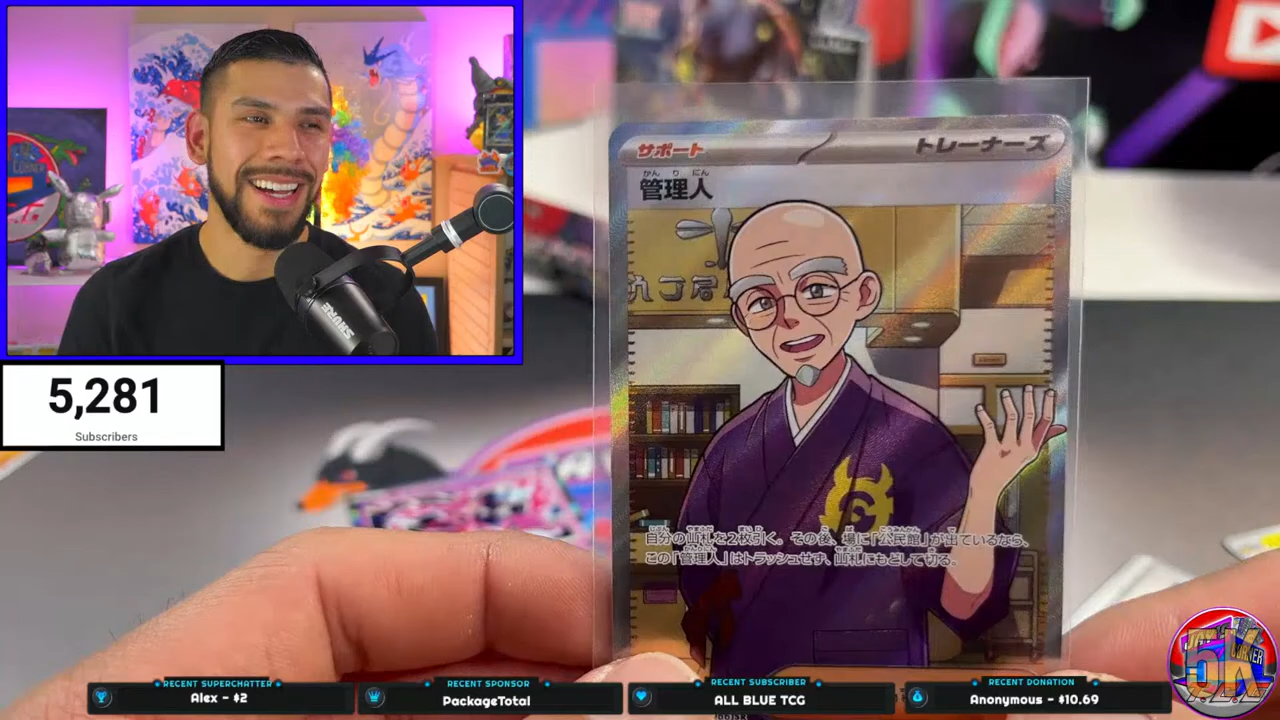 サポート
トレーナーズ
かんりにん
管理人
自分の山札を2枚引く。その後、場に「公民館」が出ているなら、
この「管理人」はトラッシュせず、山札にもどして切る。
SHURE
5,281
Subscribers
RECENT SUPERCHATTER
Alex - $2
RECENT SPONSOR
PackageTotal
RECENT SUBSCRIBER
ALL BLUE TCG
RECENT DONATION
Anonymous - $10.69
5K